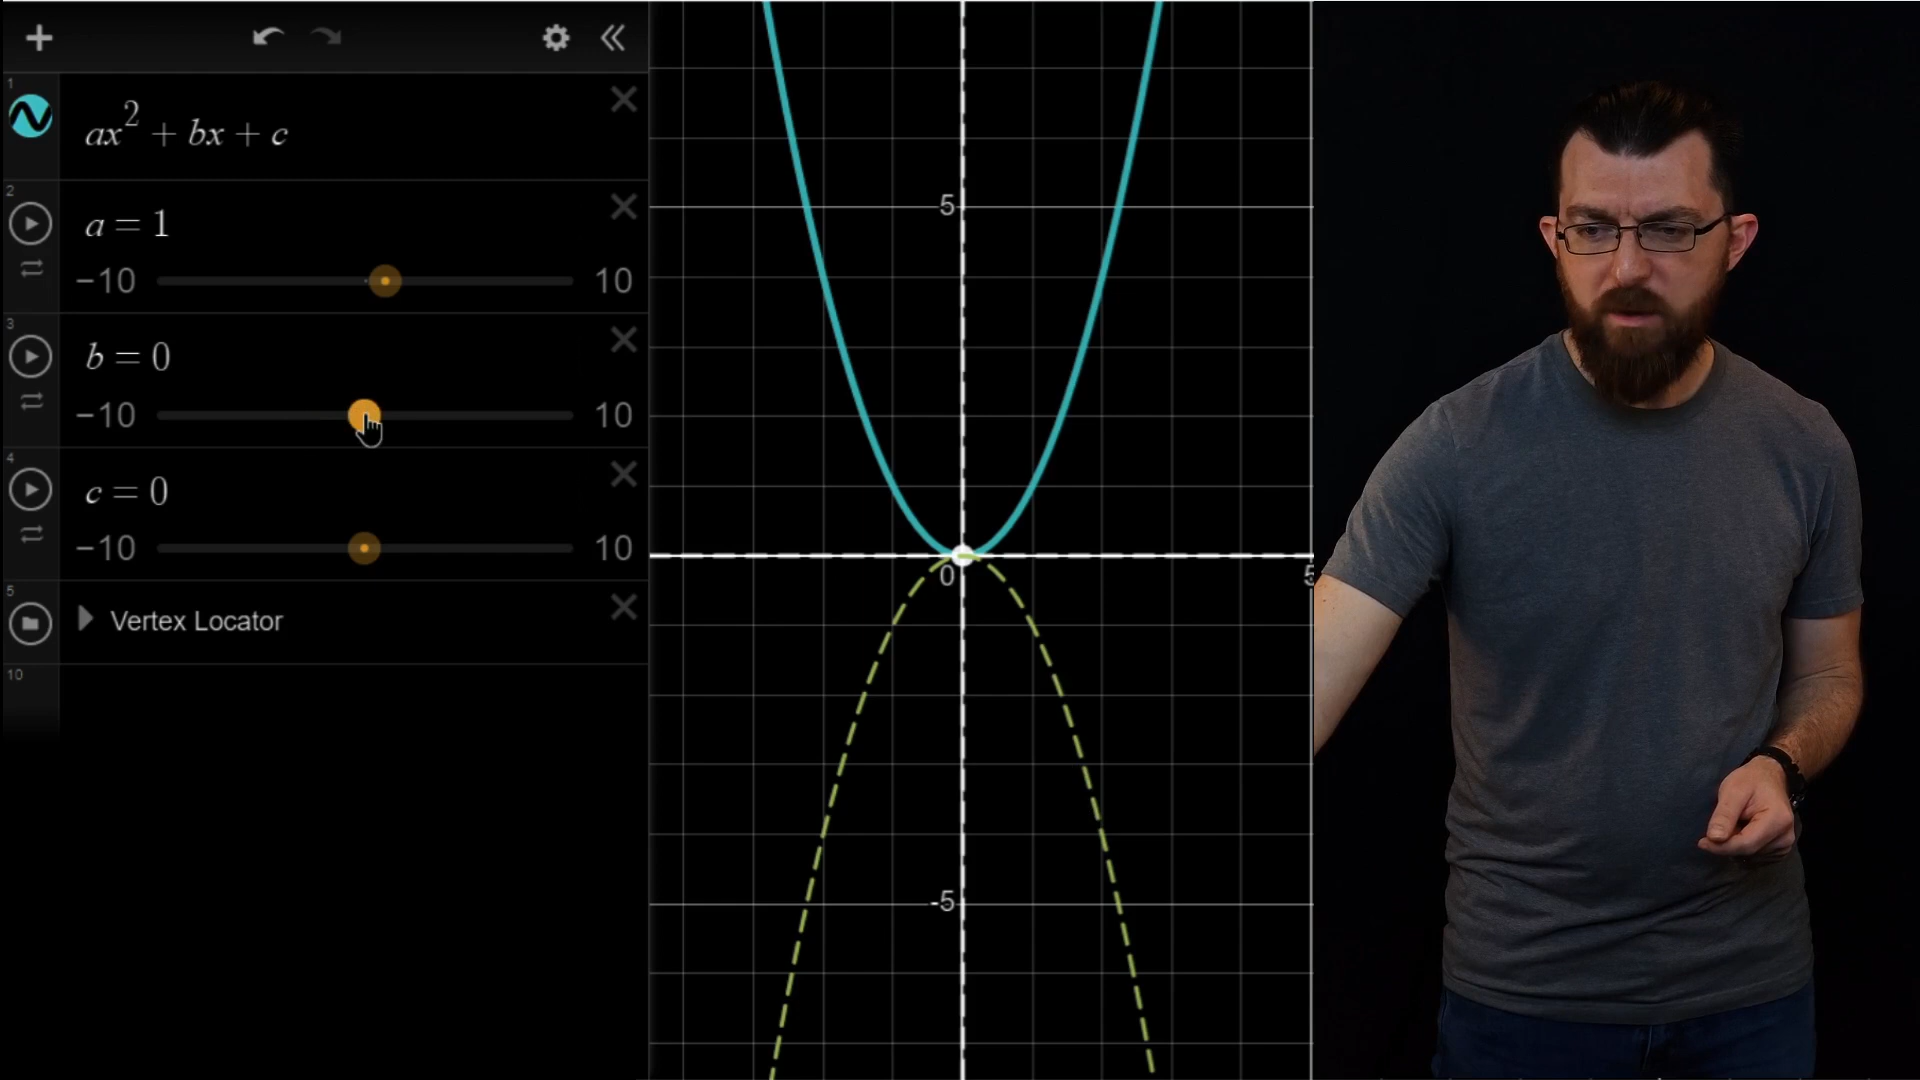 1
ax² + bx + c
2
a = 1
−10 10
3
b = 0
−10 10
4
c = 0
−10 10
5
Vertex Locator
10
5
0
5
-5